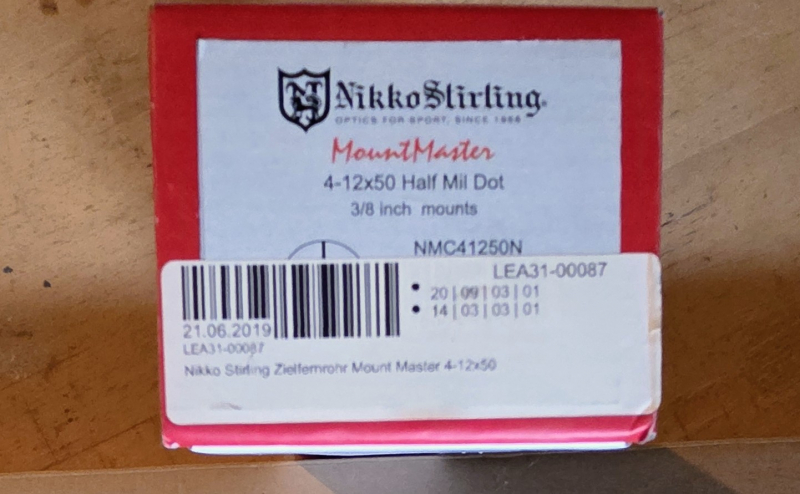 NikkoStirling.
OPTICS FOR SPORT, SINCE 1956
MountMaster
4-12x50 Half Mil Dot
3/8 inch mounts
NMC41250N
LEA31-00087
20 | 09 | 03 | 01
14 | 03 | 03 | 01
21.06.2019
LEA31-00087
Nikko Stirling Zielfernrohr Mount Master 4-12x50